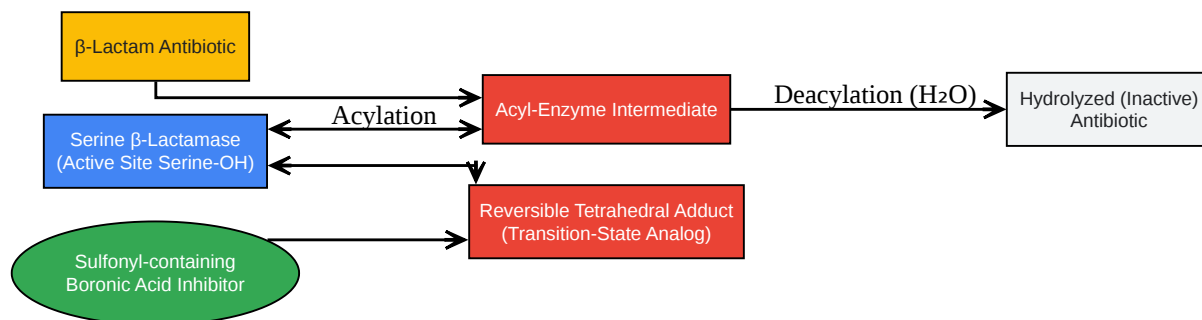 β-Lactam Antibiotic
Acyl-Enzyme Intermediate
Deacylation (H₂O)
Hydrolyzed (Inactive)
Antibiotic
Acylation
Serine β-Lactamase
(Active Site Serine-OH)
Reversible Tetrahedral Adduct
(Transition-State Analog)
Sulfonyl-containing
Boronic Acid Inhibitor